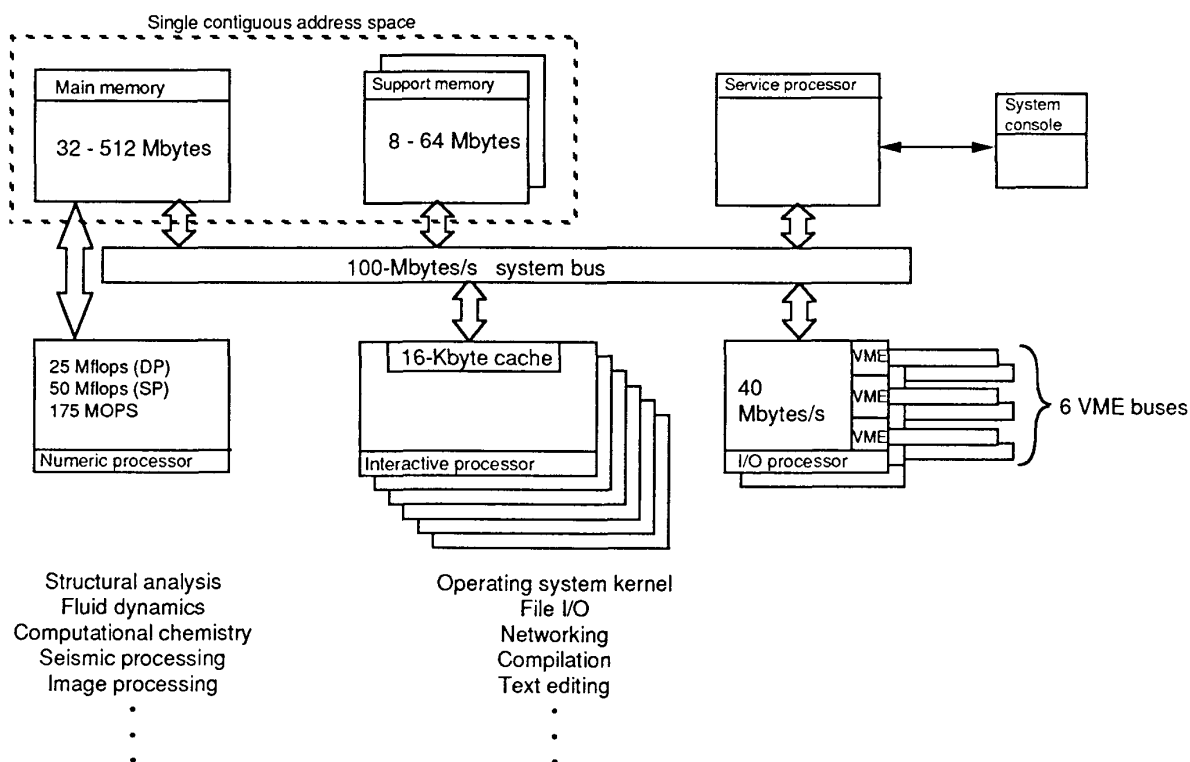 Single contiguous address space
Main memory
32 - 512 Mbytes
Support memory
8 - 64 Mbytes
Service processor
System
console
100-Mbytes/s system bus
25 Mflops (DP)
50 Mflops (SP)
175 MOPS
Numeric processor
16-Kbyte cache
Interactive processor
40
Mbytes/s
VME
VME
VME
I/O processor
6 VME buses
Structural analysis
Fluid dynamics
Computational chemistry
Seismic processing
Image processing
Operating system kernel
File I/O
Networking
Compilation
Text editing